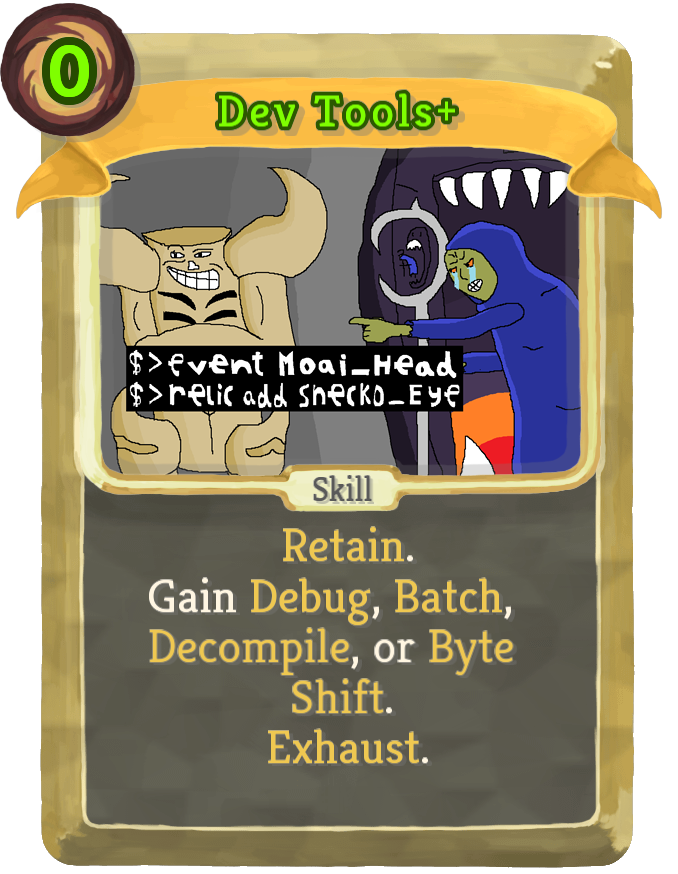 0
Dev Tools+
$>event Moai_Head
$>relic add Snecko_Eye
Skill
Retain.
Gain Debug, Batch,
Decompile, or Byte
Shift.
Exhaust.